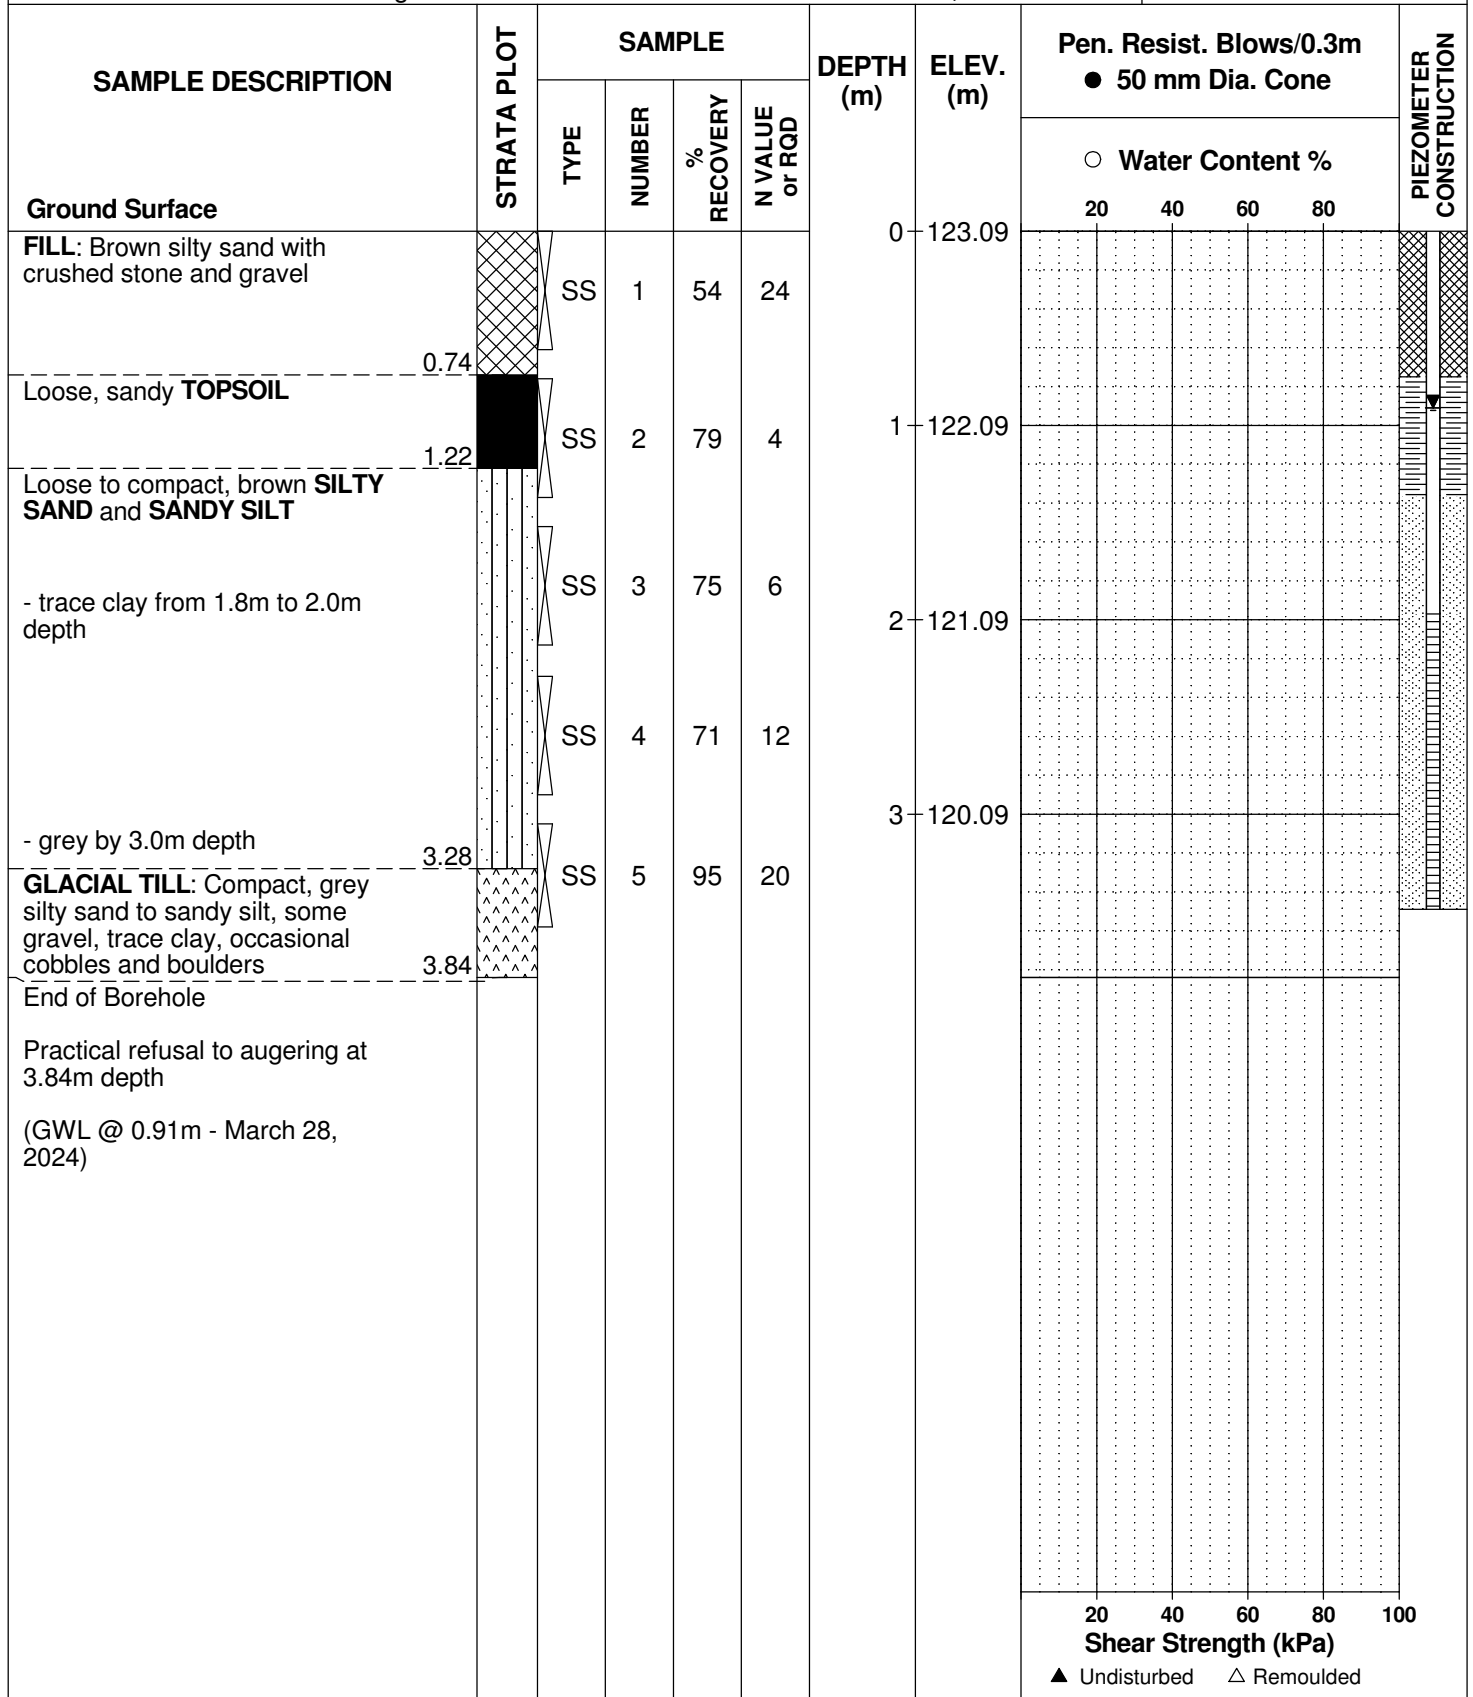 SAMPLE DESCRIPTION
STRATA PLOT
SAMPLE
TYPE
NUMBER
%
RECOVERY
N VALUE
or RQD
DEPTH
(m)
ELEV.
(m)
Pen. Resist. Blows/0.3m
● 50 mm Dia. Cone
○ Water Content %
20 40 60 80
PIEZOMETER
CONSTRUCTION
Ground Surface
0 123.09
FILL: Brown silty sand with
crushed stone and gravel
SS 1 54 24
0.74
Loose, sandy TOPSOIL
1 122.09
SS 2 79 4
1.22
Loose to compact, brown SILTY
SAND and SANDY SILT
SS 3 75 6
- trace clay from 1.8m to 2.0m
depth
2 121.09
SS 4 71 12
3 120.09
- grey by 3.0m depth
3.28
SS 5 95 20
GLACIAL TILL: Compact, grey
silty sand to sandy silt, some
gravel, trace clay, occasional
cobbles and boulders
3.84
End of Borehole
Practical refusal to augering at
3.84m depth
(GWL @ 0.91m - March 28,
2024)
20 40 60 80 100
Shear Strength (kPa)
▲ Undisturbed △ Remoulded